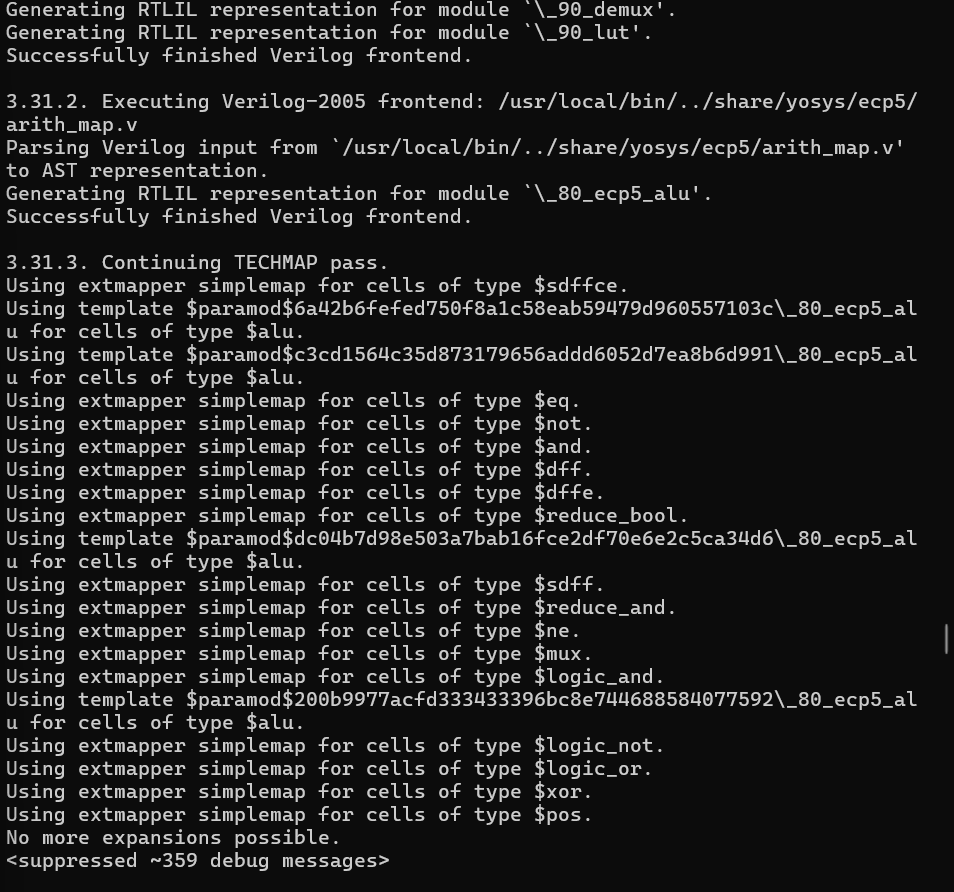 Generating RTLIL representation for module `\_90_demux'.
Generating RTLIL representation for module `\_90_lut'.
Successfully finished Verilog frontend.
3.31.2. Executing Verilog-2005 frontend: /usr/local/bin/../share/yosys/ecp5/
arith_map.v
Parsing Verilog input from `/usr/local/bin/../share/yosys/ecp5/arith_map.v'
to AST representation.
Generating RTLIL representation for module `\_80_ecp5_alu'.
Successfully finished Verilog frontend.
3.31.3. Continuing TECHMAP pass.
Using extmapper simplemap for cells of type $sdffce.
Using template $paramod$6a42b6fefed750f8a1c58eab59479d960557103c\_80_ecp5_al
u for cells of type $alu.
Using template $paramod$c3cd1564c35d873179656addd6052d7ea8b6d991\_80_ecp5_al
u for cells of type $alu.
Using extmapper simplemap for cells of type $eq.
Using extmapper simplemap for cells of type $not.
Using extmapper simplemap for cells of type $and.
Using extmapper simplemap for cells of type $dff.
Using extmapper simplemap for cells of type $dffe.
Using extmapper simplemap for cells of type $reduce_bool.
Using template $paramod$dc04b7d98e503a7bab16fce2df70e6e2c5ca34d6\_80_ecp5_al
u for cells of type $alu.
Using extmapper simplemap for cells of type $sdff.
Using extmapper simplemap for cells of type $reduce_and.
Using extmapper simplemap for cells of type $ne.
Using extmapper simplemap for cells of type $mux.
Using extmapper simplemap for cells of type $logic_and.
Using template $paramod$200b9977acfd333433396bc8e744688584077592\_80_ecp5_al
u for cells of type $alu.
Using extmapper simplemap for cells of type $logic_not.
Using extmapper simplemap for cells of type $logic_or.
Using extmapper simplemap for cells of type $xor.
Using extmapper simplemap for cells of type $pos.
No more expansions possible.
<suppressed ~359 debug messages>